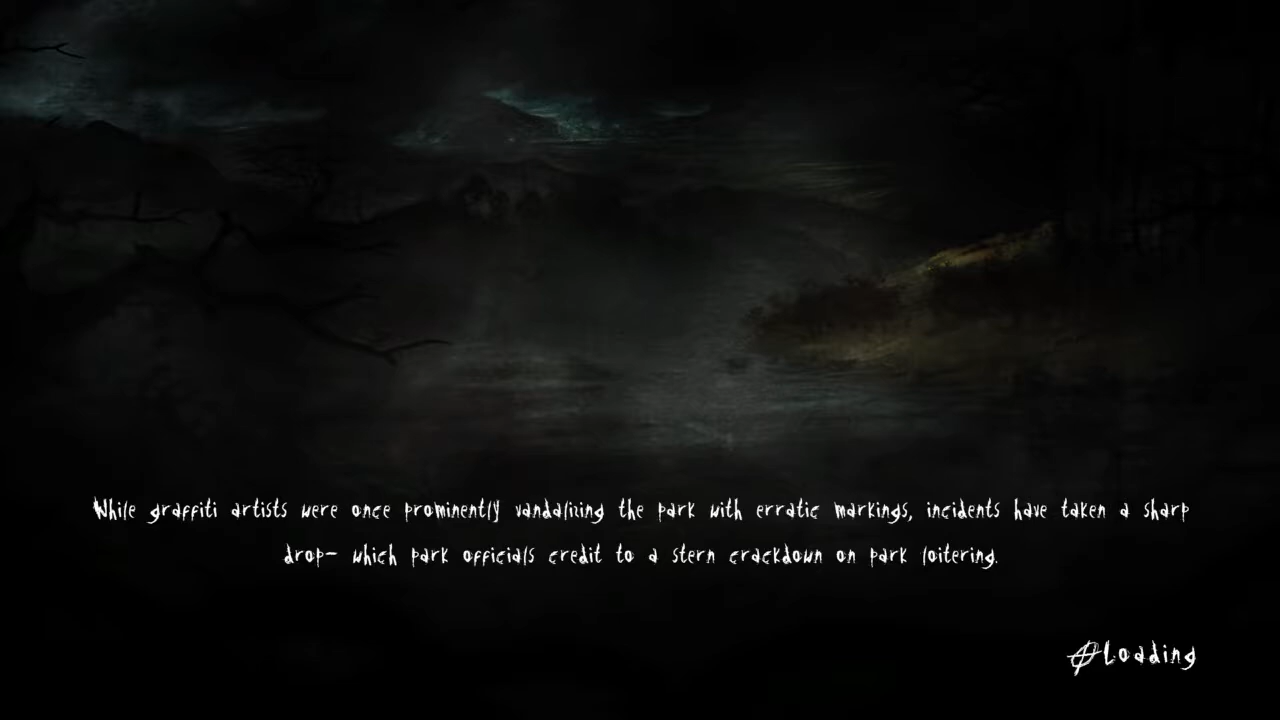 While graffiti artists were once prominently vandalizing the park with erratic markings, incidents have taken a sharp
drop- which park officials credit to a stern crackdown on park loitering.
Loading